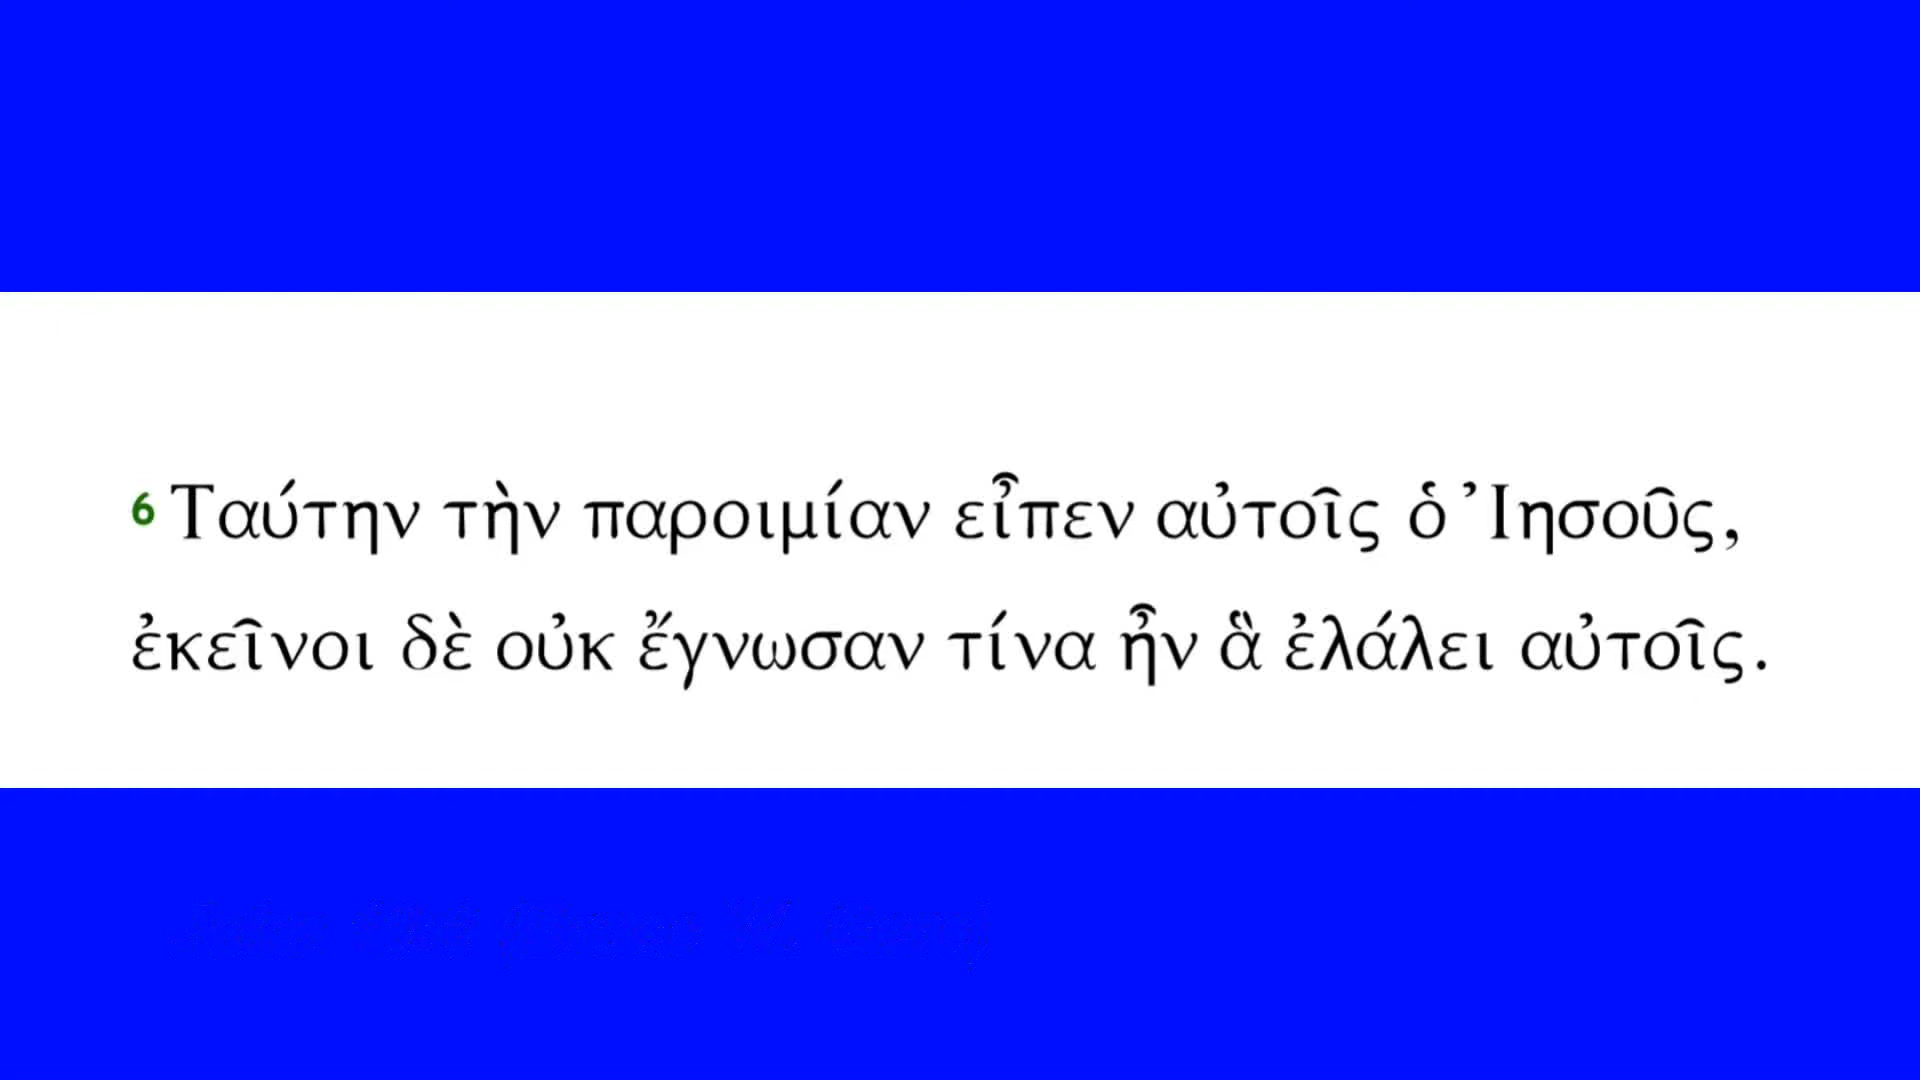 6 Ταύτην τὴν παροιμίαν εἶπεν αὐτοῖς ὁ Ἰησοῦς,
ἐκεῖνοι δὲ οὐκ ἔγνωσαν τίνα ἦν ἃ ἐλάλει αὐτοῖς.